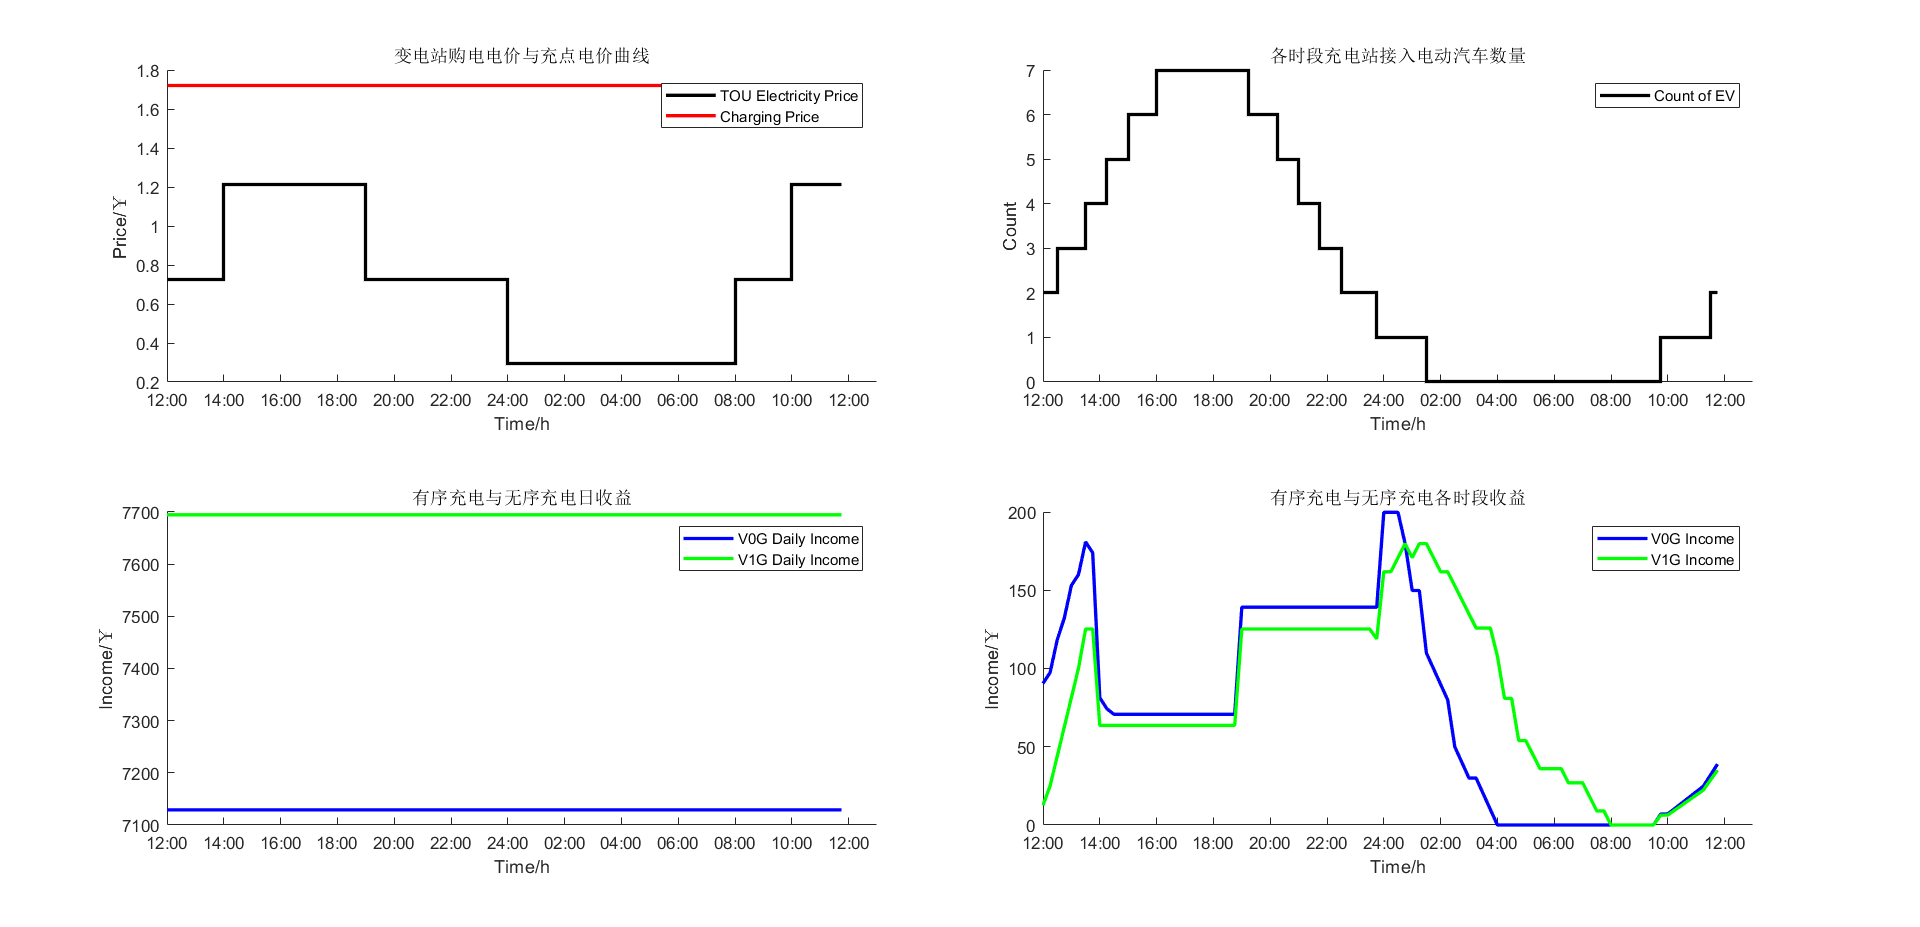 变电站购电电价与充点电价曲线
1.8
1.6
1.4
1.2
1
0.8
0.6
0.4
0.2
Price/Y
TOU Electricity Price
Charging Price
12:00 14:00 16:00 18:00 20:00 22:00 24:00 02:00 04:00 06:00 08:00 10:00 12:00
Time/h
各时段充电站接入电动汽车数量
7
6
5
4
3
2
1
0
Count
Count of EV
12:00 14:00 16:00 18:00 20:00 22:00 24:00 02:00 04:00 06:00 08:00 10:00 12:00
Time/h
有序充电与无序充电日收益
7700
7600
7500
7400
7300
7200
7100
Income/Y
V0G Daily Income
V1G Daily Income
12:00 14:00 16:00 18:00 20:00 22:00 24:00 02:00 04:00 06:00 08:00 10:00 12:00
Time/h
有序充电与无序充电各时段收益
200
150
100
50
0
Income/Y
V0G Income
V1G Income
12:00 14:00 16:00 18:00 20:00 22:00 24:00 02:00 04:00 06:00 08:00 10:00 12:00
Time/h